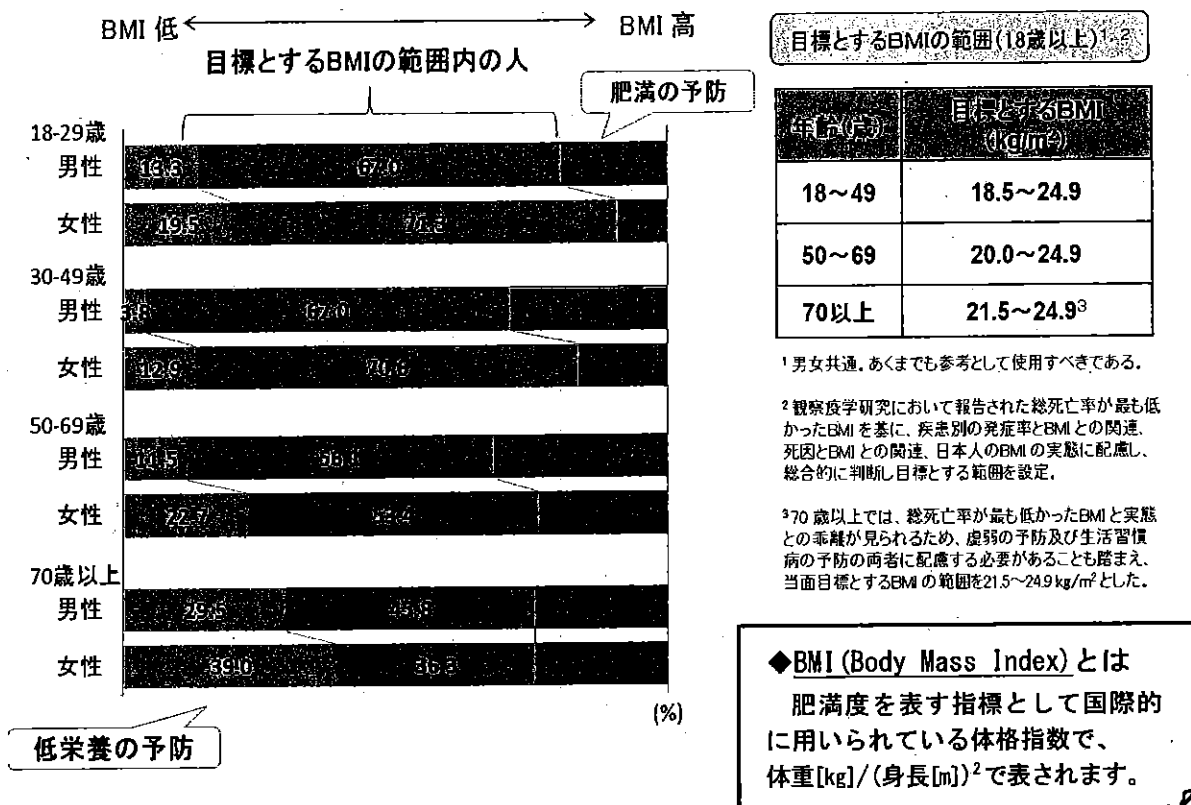 BMI 低
BMI 高
目標とするBMIの範囲内の人
肥満の予防
18-29歳
男性
13.3
67.0
女性
19.5
71.3
30-49歳
男性
3.8
67.0
女性
12.9
70.8
50-69歳
男性
11.5
女性
22.7
53.4
70歳以上
男性
29.5
45.8
女性
39.0
36.3
(%)
低栄養の予防
目標とするBMIの範囲(18歳以上)1-2
年齢(歳)
目標とするBMI
(kg/m²)
18~49
18.5~24.9
50~69
20.0~24.9
70以上
21.5~24.9³
¹ 男女共通。あくまでも参考として使用すべきである。
² 観察疫学研究において報告された総死亡率が最も低
かったBMIを基に、疾患別の発症率とBMIとの関連、
死因とBMIとの関連、日本人のBMIの実態に配慮し、
総合的に判断し目標とする範囲を設定。
³70 歳以上では、総死亡率が最も低かったBMIと実態
との乖離が見られるため、虚弱の予防及び生活習慣
病の予防の両者に配慮する必要があることも踏まえ、
当面目標とするBMIの範囲を21.5~24.9kg/m²とした。
◆BMI(Body Mass Index)とは
肥満度を表す指標として国際的
に用いられている体格指数で、
体重[kg]/(身長[m])²で表されます。